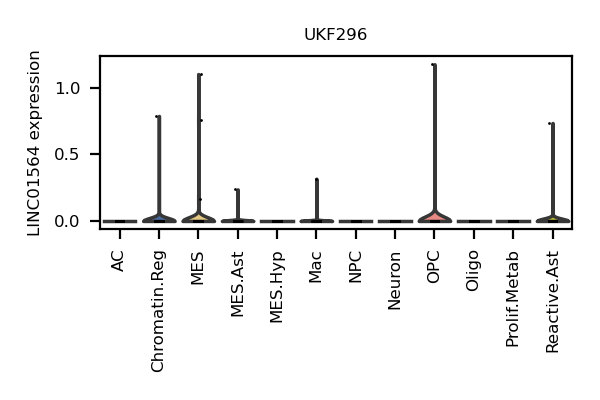 UKF296
LINC01564 expression
1.0
0.5
0.0
AC
Chromatin.Reg
MES
MES.Ast
MES.Hyp
Mac
NPC
Neuron
OPC
Oligo
Prolif.Metab
Reactive.Ast